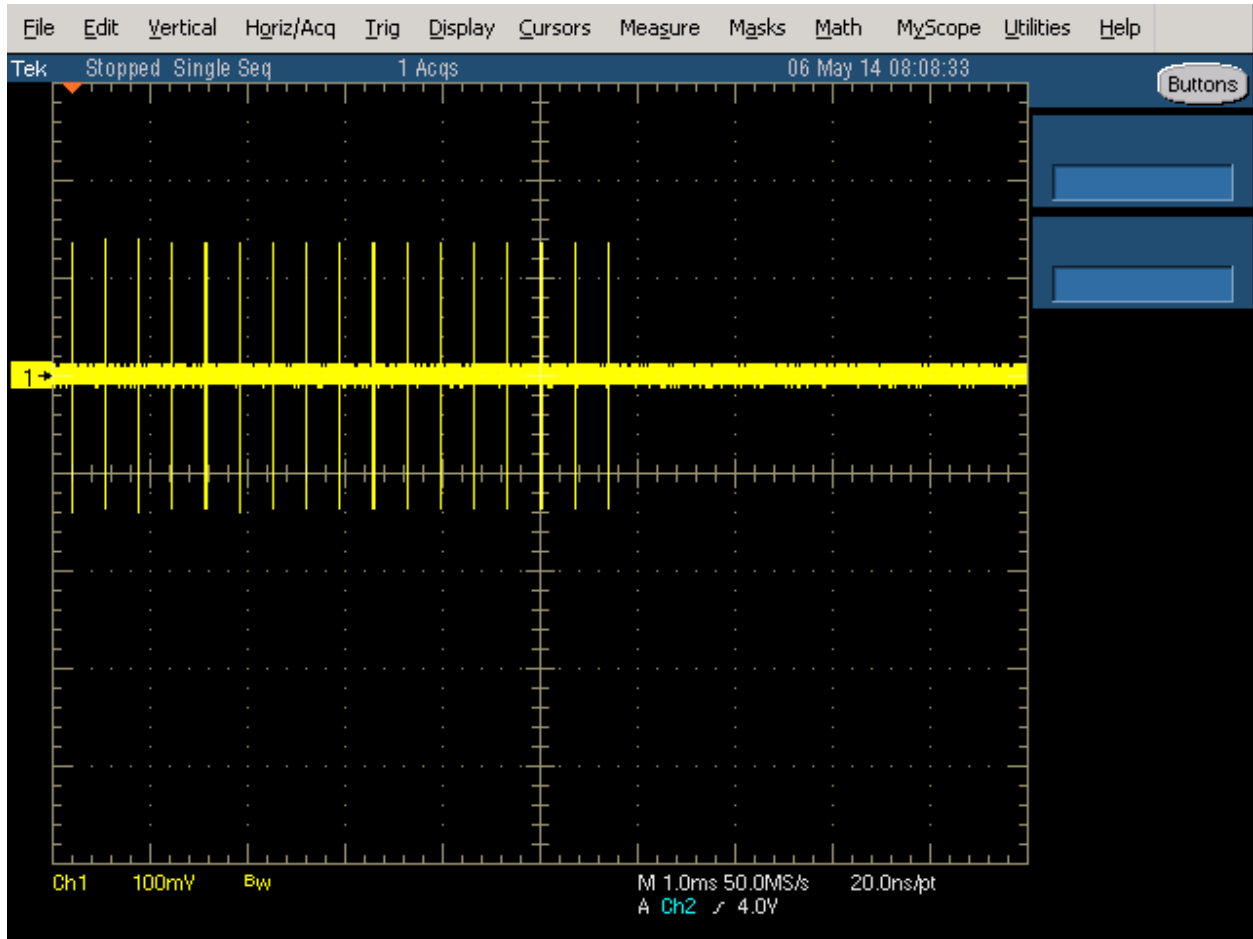 File Edit Vertical Horiz/Acq Trig Display Cursors Measure Masks Math MyScope Utilities Help
Tek Stopped Single Seq 1 Acqs 06 May 14 08:08:33 Buttons
1
Ch1 100mV Bw M 1.0ms 50.0MS/s 20.0ns/pt
A Ch2 4.0V